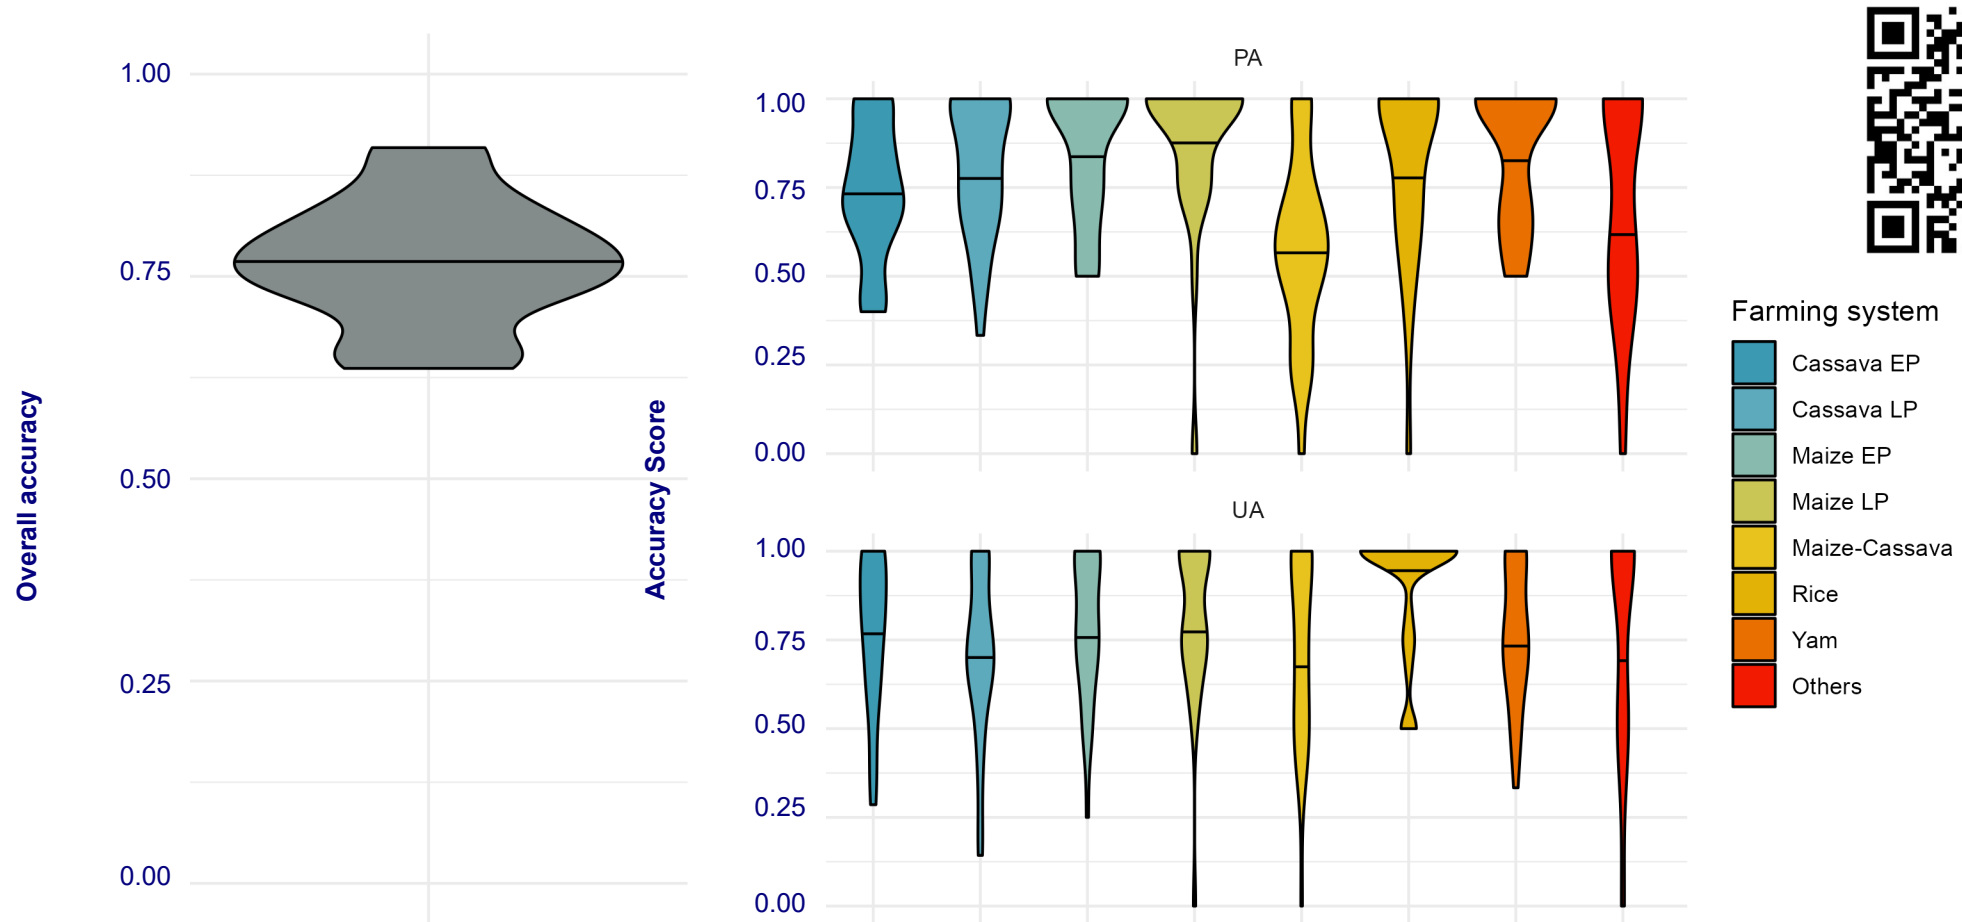 Overall accuracy
1.00
0.75
0.50
0.25
0.00
Accuracy Score
PA
1.00
0.75
0.50
0.25
0.00
UA
1.00
0.75
0.50
0.25
0.00
Farming system
Cassava EP
Cassava LP
Maize EP
Maize LP
Maize-Cassava
Rice
Yam
Others